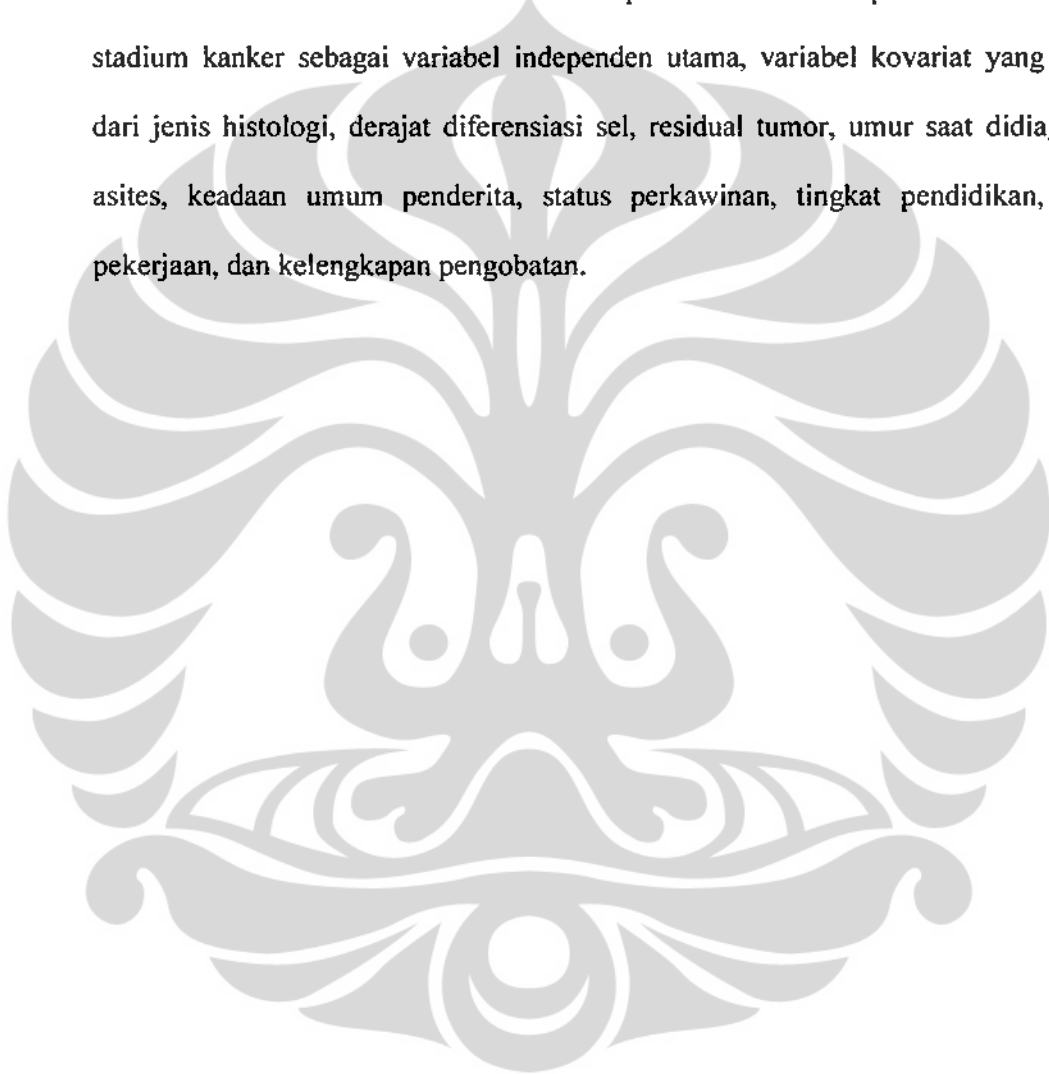 stadium kanker sebagai variabel independen utama, variabel kovariat yang
dari jenis histologi, derajat diferensiasi sel, residual tumor, umur saat
asites, keadaan umum penderita, status perkawinan, tingkat pendidikan,
pekerjaan, dan kelengkapan pengobatan.